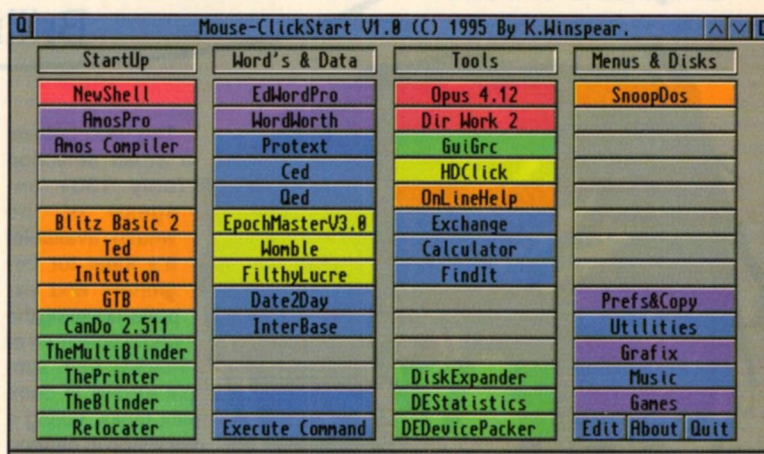 Q Mouse-ClickStart V1.0 (C) 1995 By K.Winspear.
StartUp
NewShell
AmosPro
Amos Compiler
Blitz Basic 2
Ted
Initution
GTB
CanDo 2.511
TheMultiBlinder
ThePrinter
TheBlinder
Relocater
Word's & Data
EdWordPro
WordWorth
Protext
Ced
Qed
EpochMasterV3.0
Womble
FilthyLucre
Date2Day
InterBase
Execute Command
Tools
Opus 4.12
Dir Work 2
GuiGrc
HDClick
OnLineHelp
Exchange
Calculator
FindIt
DiskExpander
DEStatistics
DEDevicePacker
Menus & Disks
SnoopDos
Prefs&Copy
Utilities
Grafix
Music
Games
Edit About Quit